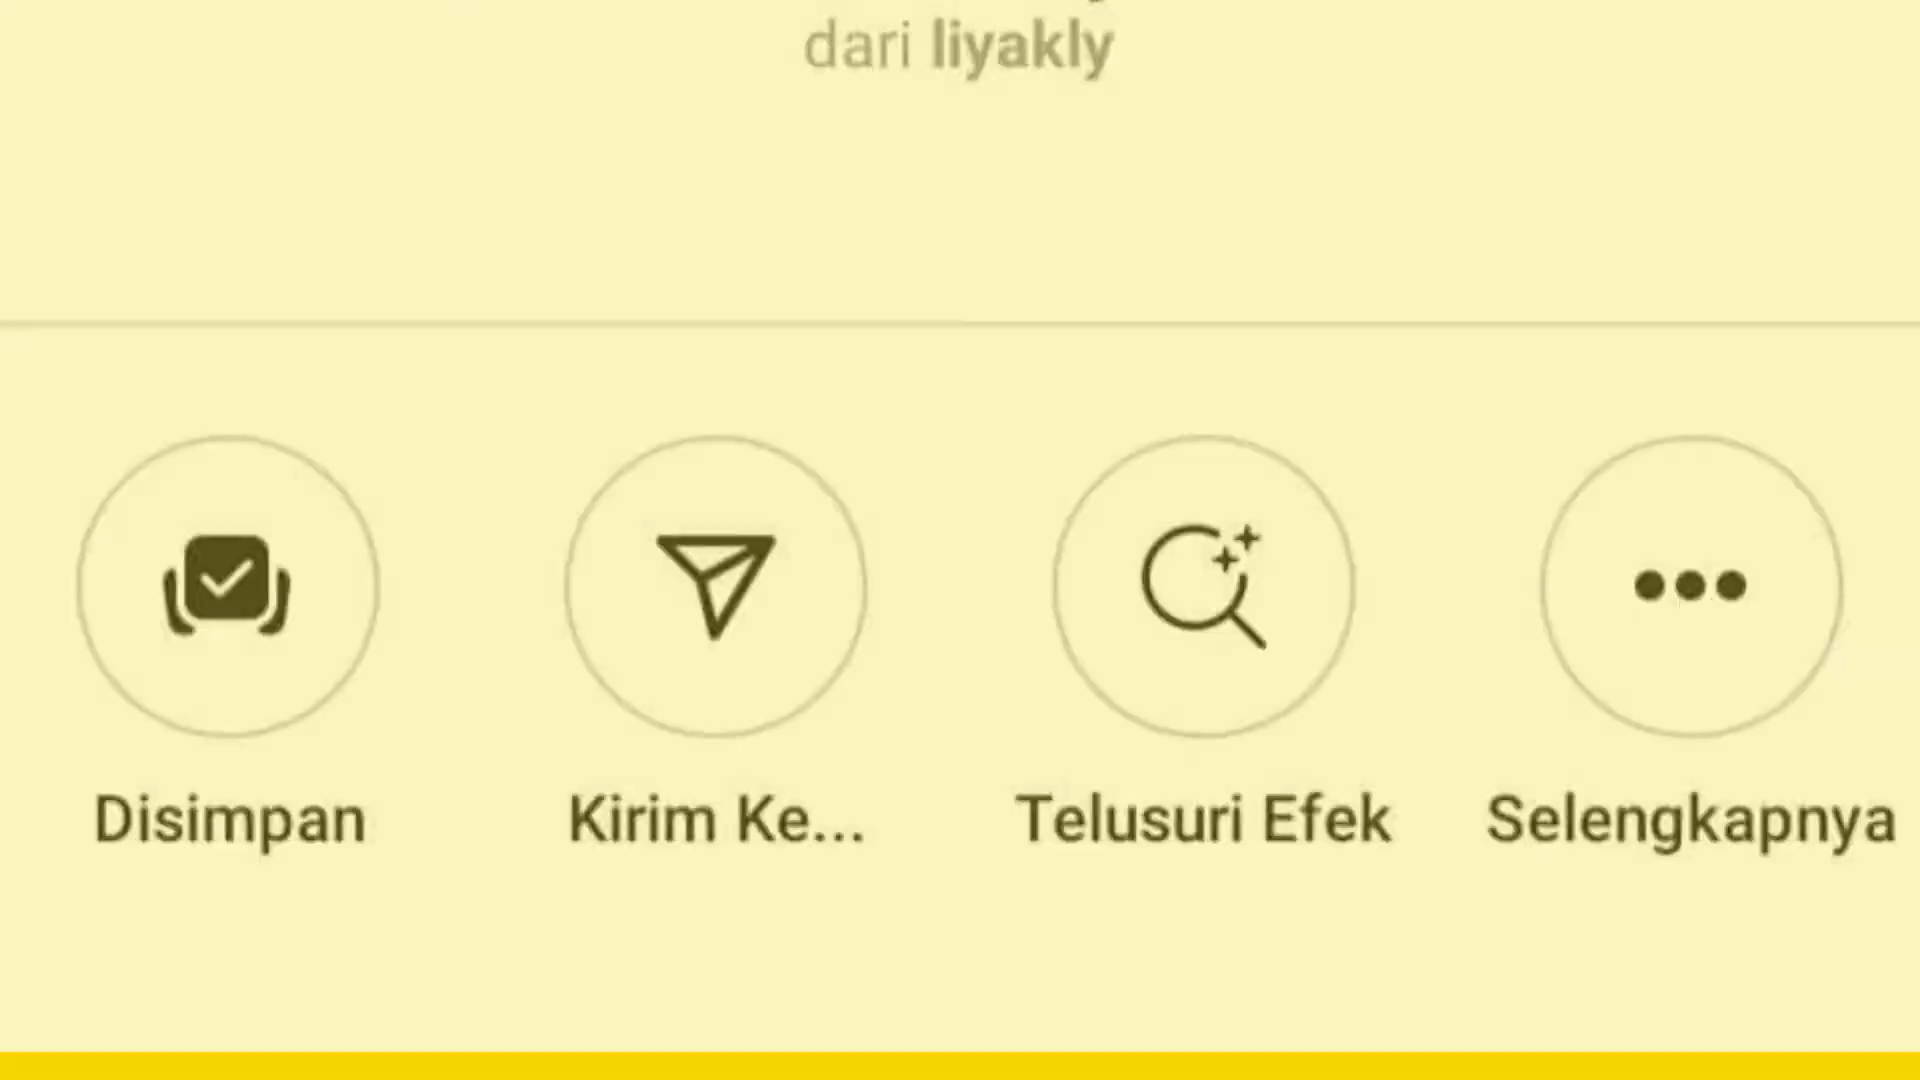 dari liyakly
Disimpan
Kirim Ke...
Telusuri Efek
Selengkapnya